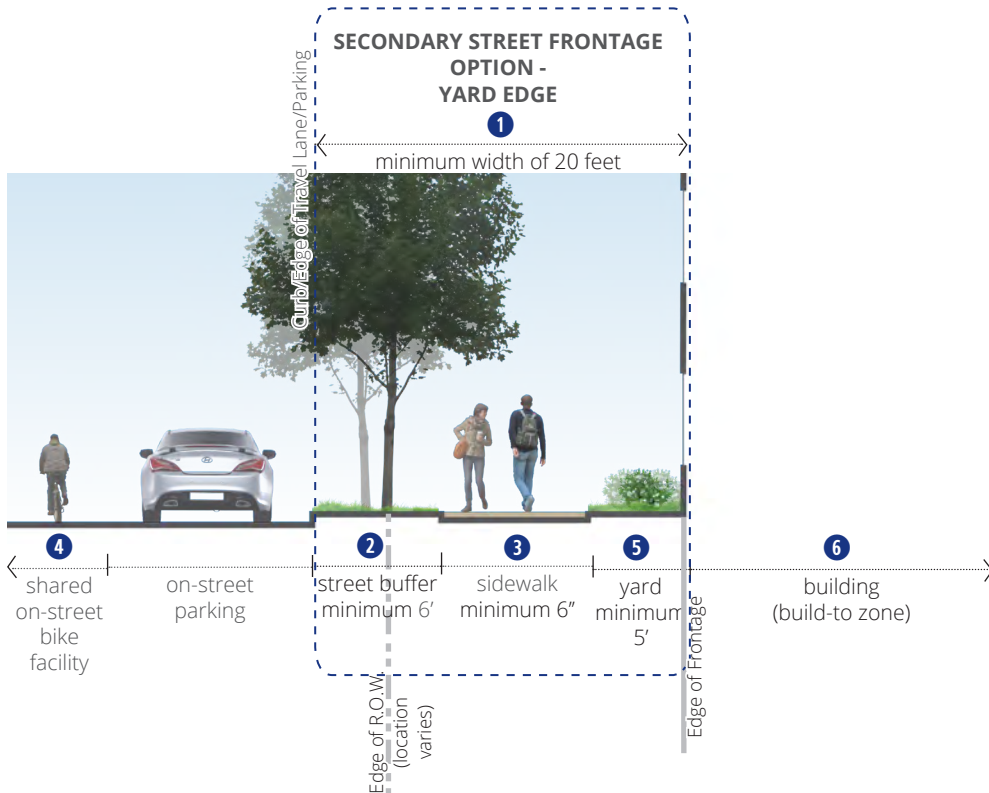 SECONDARY STREET FRONTAGE
OPTION -
YARD EDGE
1
minimum width of 20 feet
Curb/Edge of Travel Lane/Parking
4
shared
on-street
bike
facility
on-street
parking
2
street buffer
minimum 6'
3
sidewalk
minimum 6"
5
yard
minimum
5'
6
building
(build-to zone)
Edge of R.O.W.
(location
varies)
Edge of Frontage